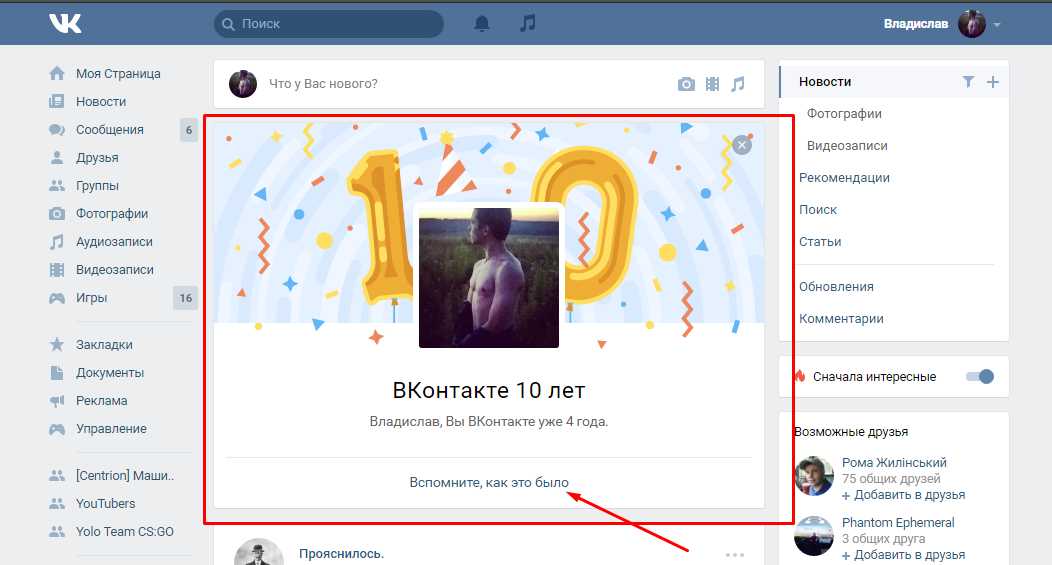 Поиск
Владислав
Моя Страница
Новости
Сообщения 6
Друзья
Группы
Фотографии
Аудиозаписи
Видеозаписи
Игры 16
Закладки
Документы
Реклама
Управление
[Centrion] Маши..
YouTubers
Yolo Team CS:GO
Что у Вас нового?
10
ВКонтакте 10 лет
Владислав, Вы ВКонтакте уже 4 года.
Вспомните, как это было
Прояснилось.
Новости
Фотографии
Видеозаписи
Рекомендации
Поиск
Статьи
Обновления
Комментарии
Сначала интересные
Возможные друзья
Рома Жилінський
75 общих друзей
+ Добавить в друзья
Phantom Ephemeral
3 общих друга
+ Добавить в друзья